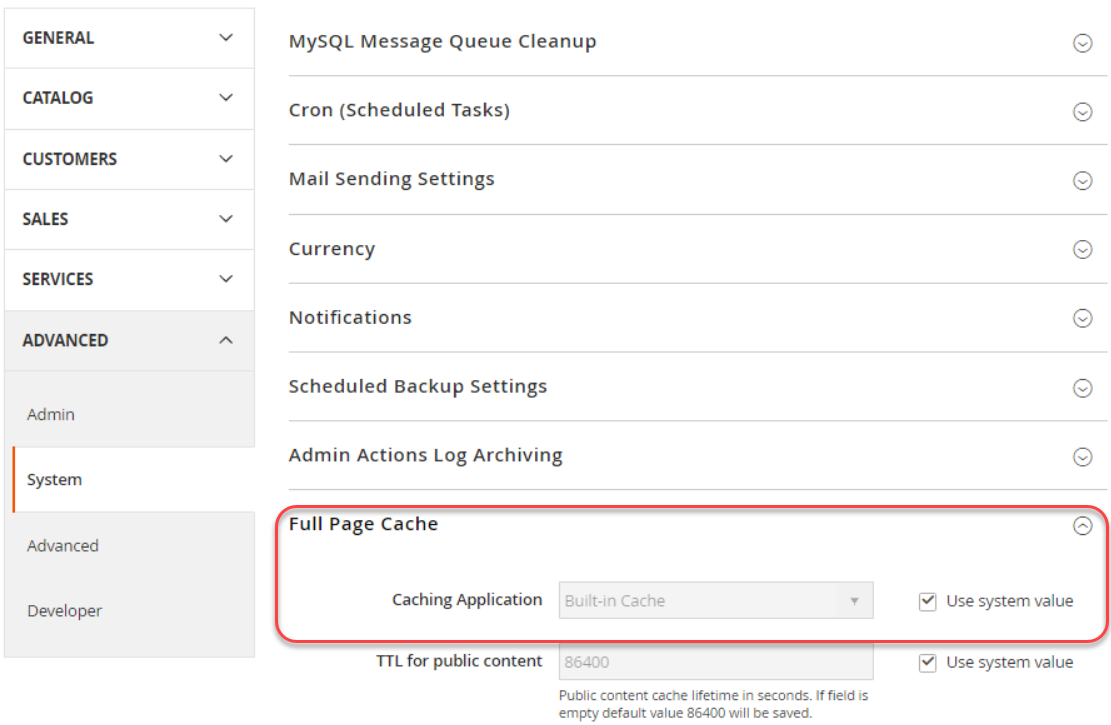 GENERAL
CATALOG
CUSTOMERS
SALES
SERVICES
ADVANCED
Admin
System
Advanced
Developer
MySQL Message Queue Cleanup
Cron (Scheduled Tasks)
Mail Sending Settings
Currency
Notifications
Scheduled Backup Settings
Admin Actions Log Archiving
Full Page Cache
Caching Application Built-in Cache Use system value
TTL for public content 86400 Use system value
Public content cache lifetime in seconds. If field is
empty default value 86400 will be saved.